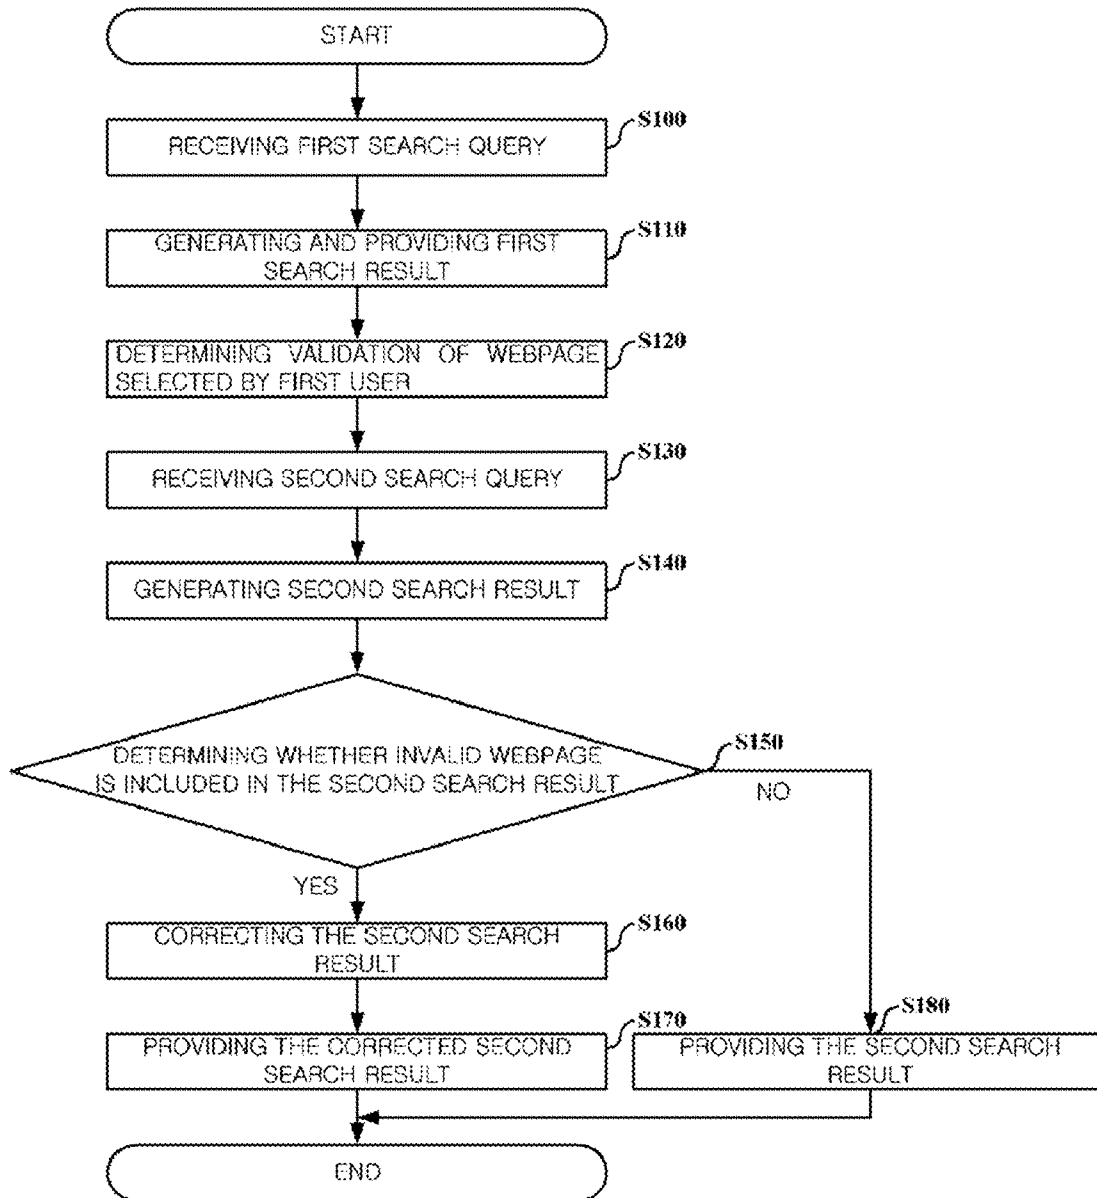 START
S100
RECEIVING FIRST SEARCH QUERY
S110
GENERATING AND PROVIDING FIRST
SEARCH RESULT
S120
DETERMINING VALIDATION OF WEBPAGE
SELECTED BY FIRST USER
S130
RECEIVING SECOND SEARCH QUERY
S140
GENERATING SECOND SEARCH RESULT
S150
DETERMINING WHETHER INVALID WEBPAGE
IS INCLUDED IN THE SECOND SEARCH RESULT
NO
YES
S160
CORRECTING THE SECOND SEARCH
RESULT
S170
PROVIDING THE CORRECTED SECOND
SEARCH RESULT
S180
PROVIDING THE SECOND SEARCH
RESULT
END